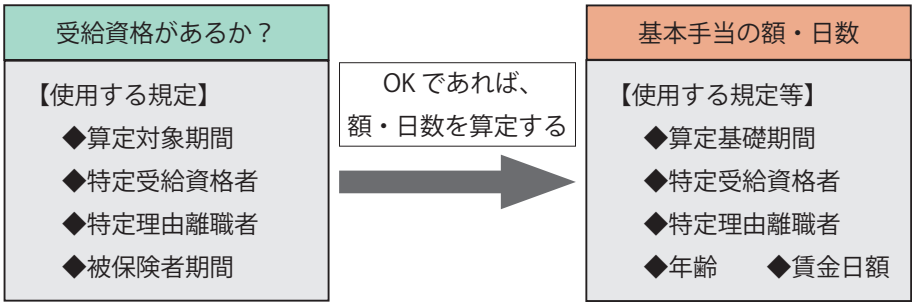 受給資格があるか？
【使用する規定】
◆算定対象期間
◆特定受給資格者
◆特定理由離職者
◆被保険者期間
OKであれば、
額・日数を算定する
基本手当の額・日数
【使用する規定等】
◆算定基礎期間
◆特定受給資格者
◆特定理由離職者
◆年齢　◆賃金日額